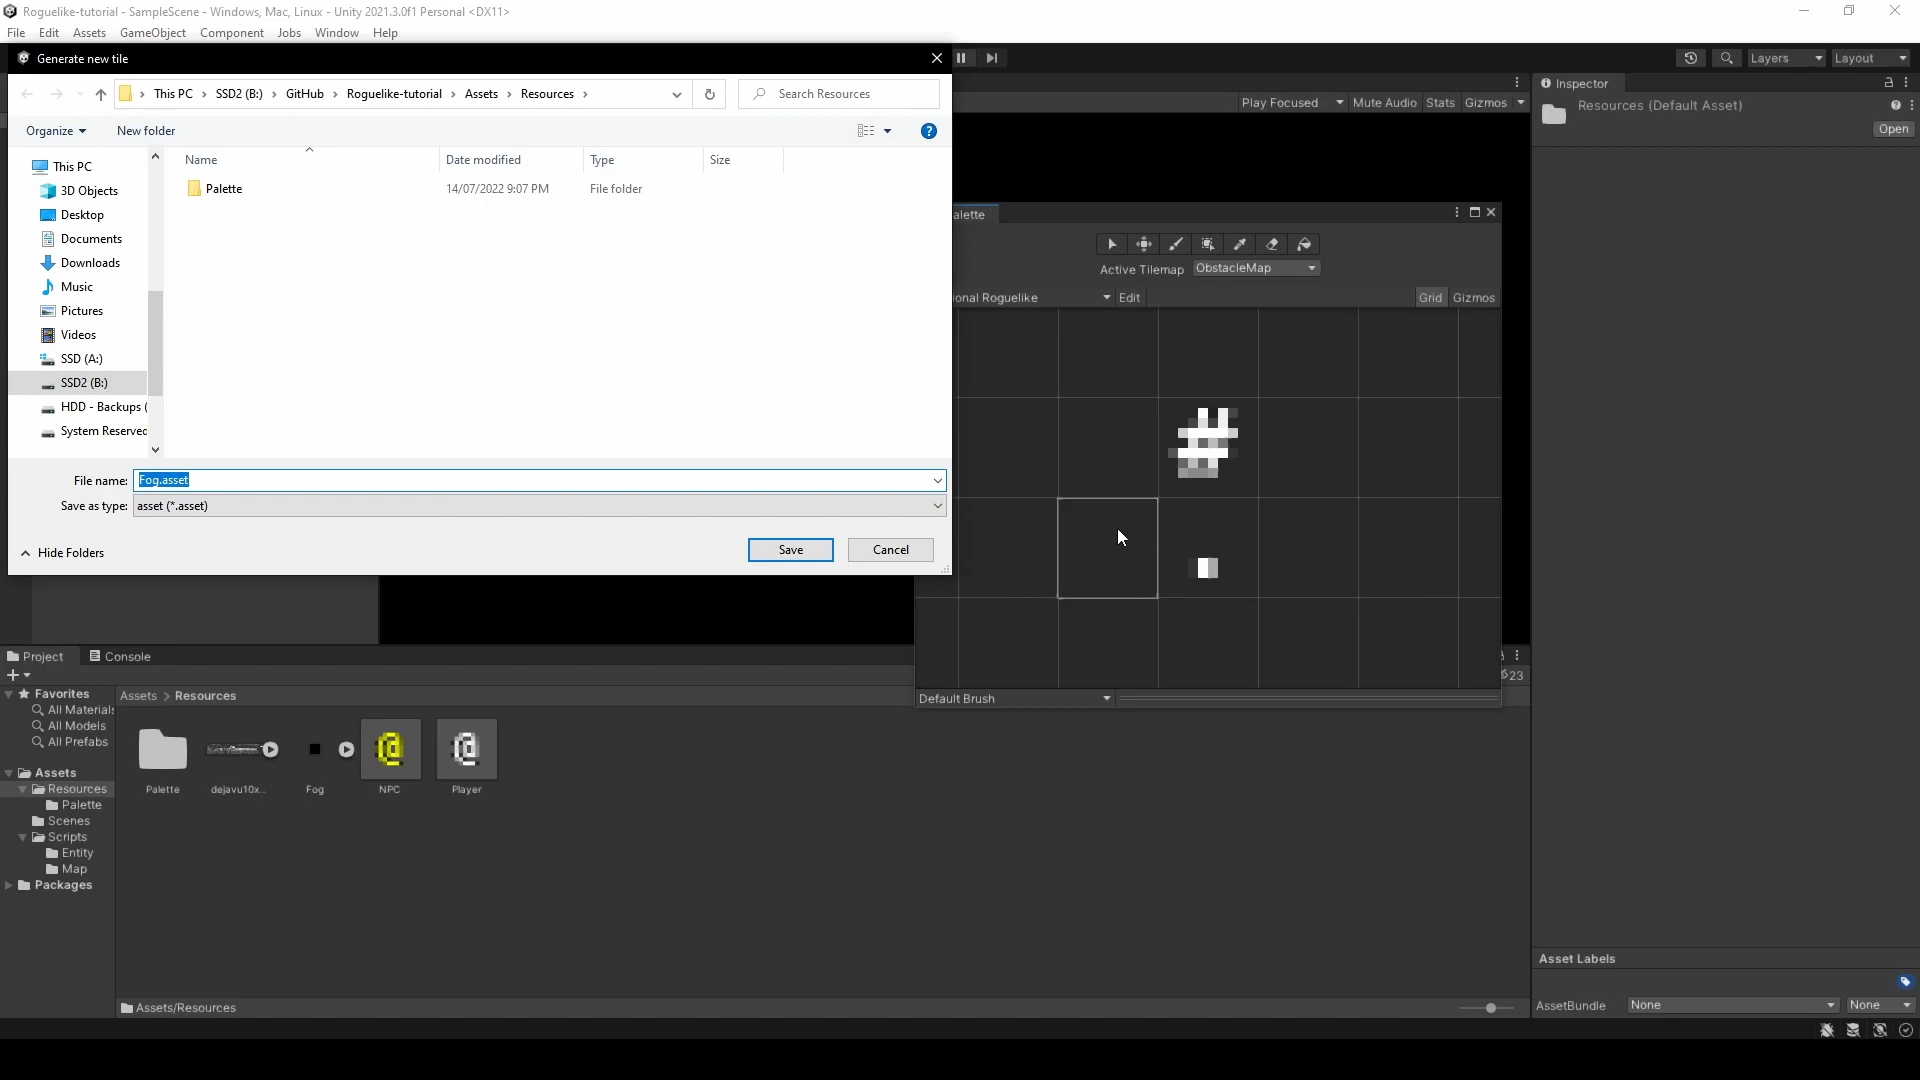 Roguelike-tutorial - SampleScene - Windows, Mac, Linux - Unity 2021.3.0f1 Personal <DX11>
File Edit Assets GameObject Component Jobs Window Help
Generate new tile
This PC > SSD2 (B:) > GitHub > Roguelike-tutorial > Assets > Resources >
Search Resources
Organize
New folder
Name
Date modified
Type
Size
Palette
14/07/2022 9:07 PM
File folder
This PC
3D Objects
Desktop
Documents
Downloads
Music
Pictures
Videos
SSD (A:)
SSD2 (B:)
HDD - Backups (
System Reserved
File name: Fog.asset
Save as type: asset (*.asset)
Hide Folders
Save
Cancel
Layers
Layout
Play Focused
Mute Audio
Stats
Gizmos
alette
Active Tilemap
ObstacleMap
ional Roguelike
Edit
Grid
Gizmos
#
.
Default Brush
Inspector
Resources (Default Asset)
Open
Asset Labels
AssetBundle
None
None
Project
Console
23
Favorites
All Materials
All Models
All Prefabs
Assets
Resources
Palette
Scenes
Scripts
Entity
Map
Packages
Assets > Resources
@
@
Palette
dejavu10x...
Fog
NPC
Player
Assets/Resources